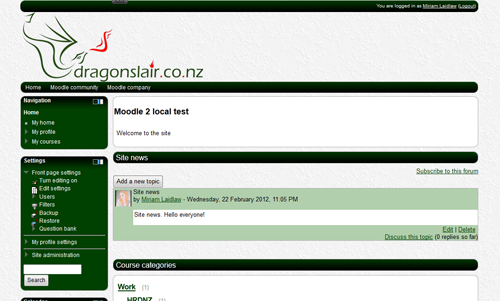 You are logged in as Miriam Laidlaw (Logout)
dragonslair.co.nz
Home Moodle community Moodle company
Navigation
Home
My home
My profile
My courses
Settings
Front page settings
Turn editing on
Edit settings
Users
Filters
Backup
Restore
Question bank
My profile settings
Site administration
Search
Moodle 2 local test
Welcome to the site
Site news
Subscribe to this forum
Add a new topic
Site news
by Miriam Laidlaw - Wednesday, 22 February 2012, 11:05 PM
Site news. Hello everyone!
Edit | Delete
Discuss this topic (0 replies so far)
Course categories
Work (1)
HRDNZ